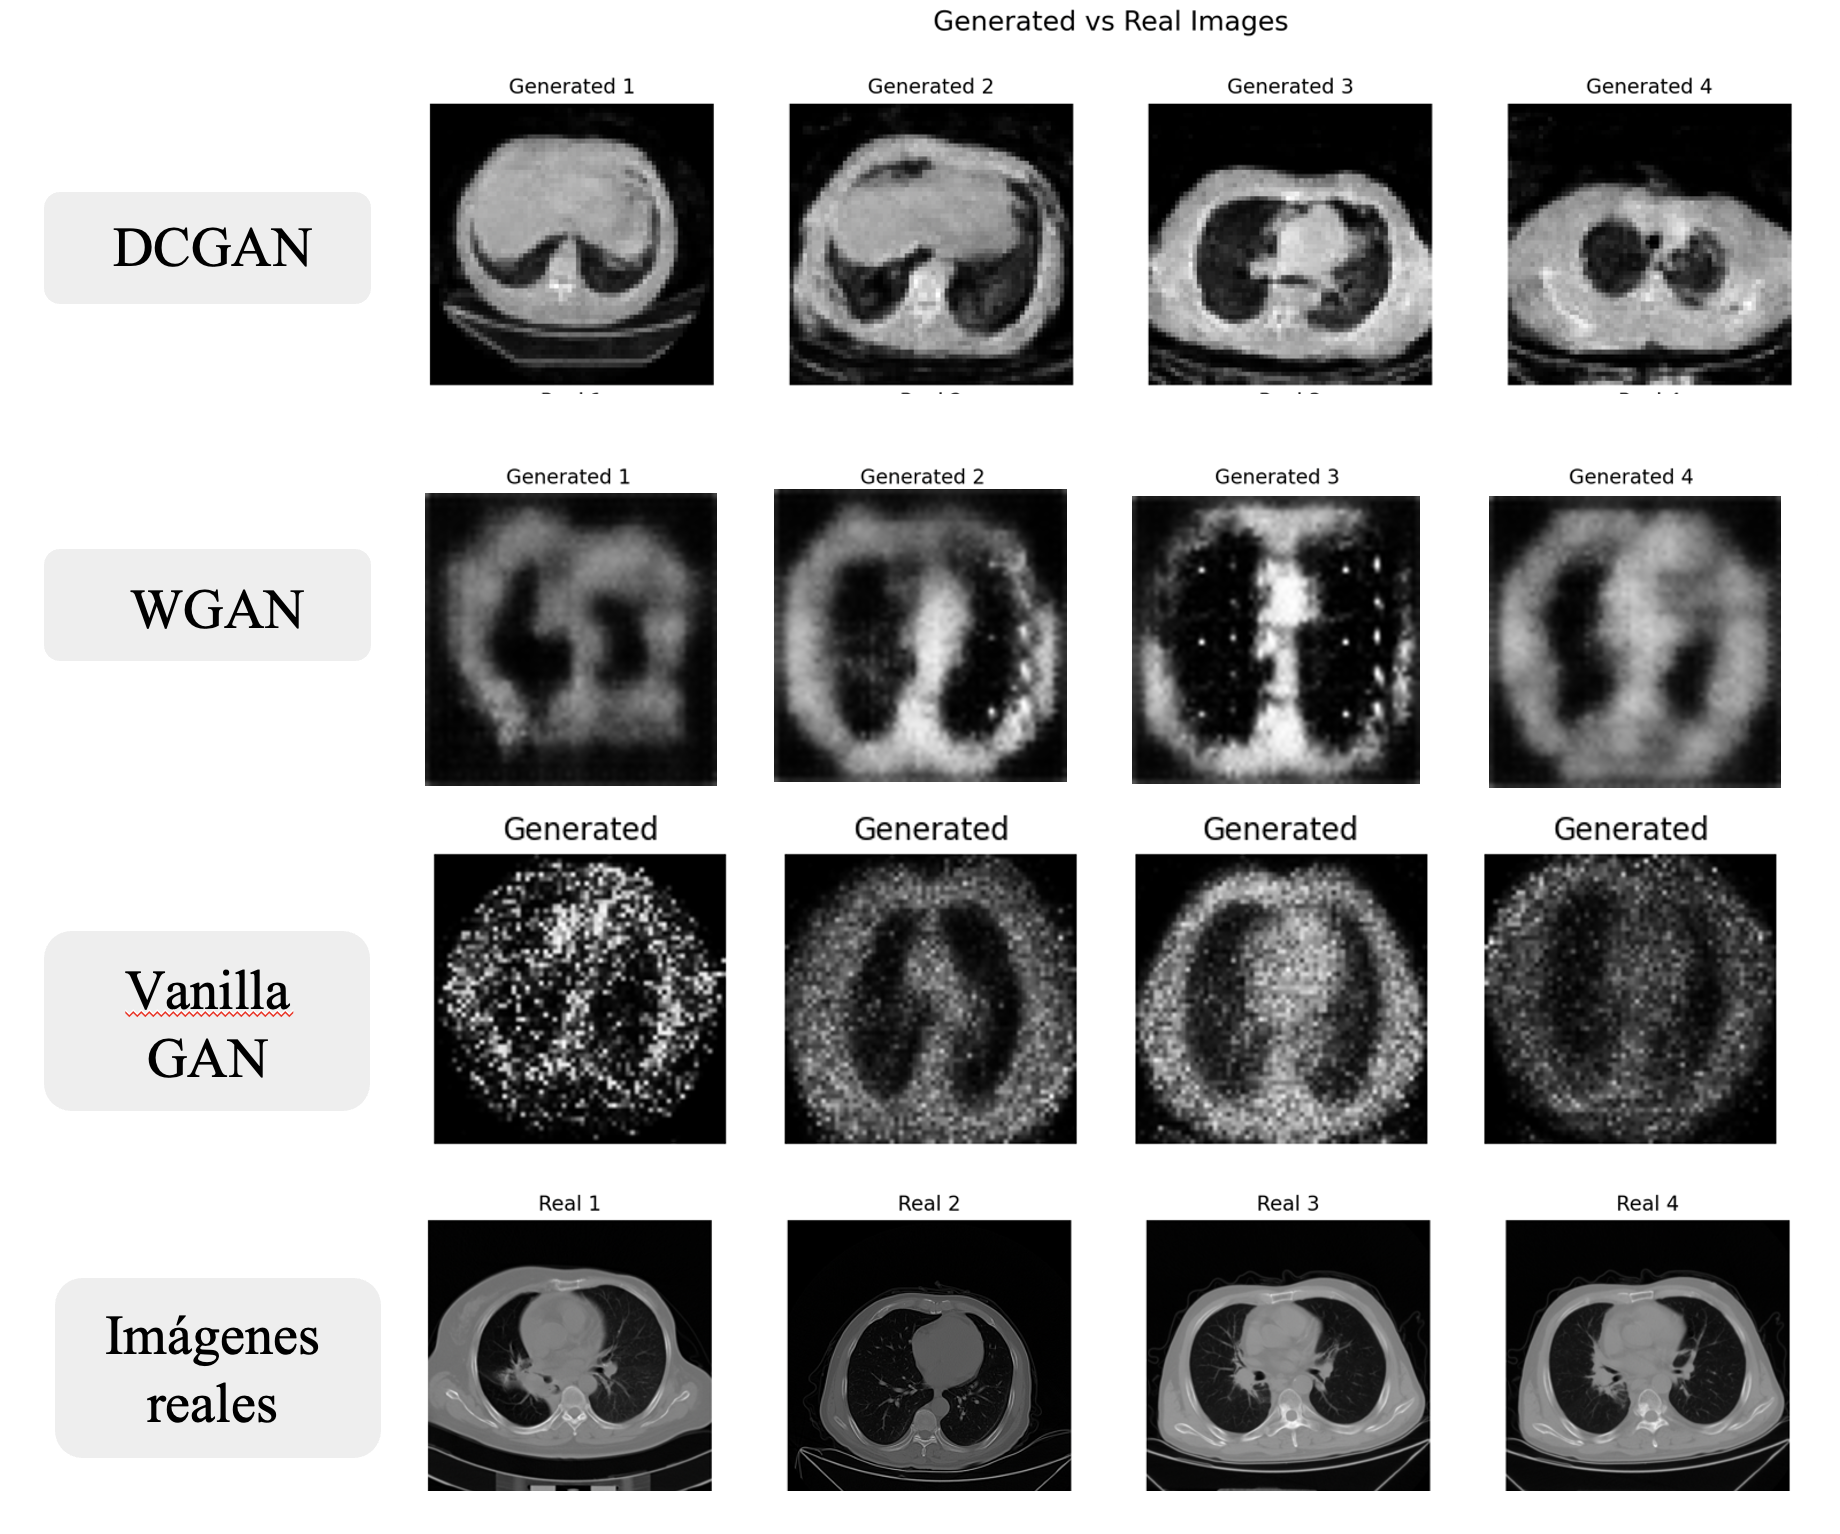 Generated vs Real Images
Generated 1
Generated 2
Generated 3
Generated 4
DCGAN
Generated 1
Generated 2
Generated 3
Generated 4
WGAN
Generated
Generated
Generated
Generated
Vanilla
GAN
Real 1
Real 2
Real 3
Real 4
Imágenes
reales